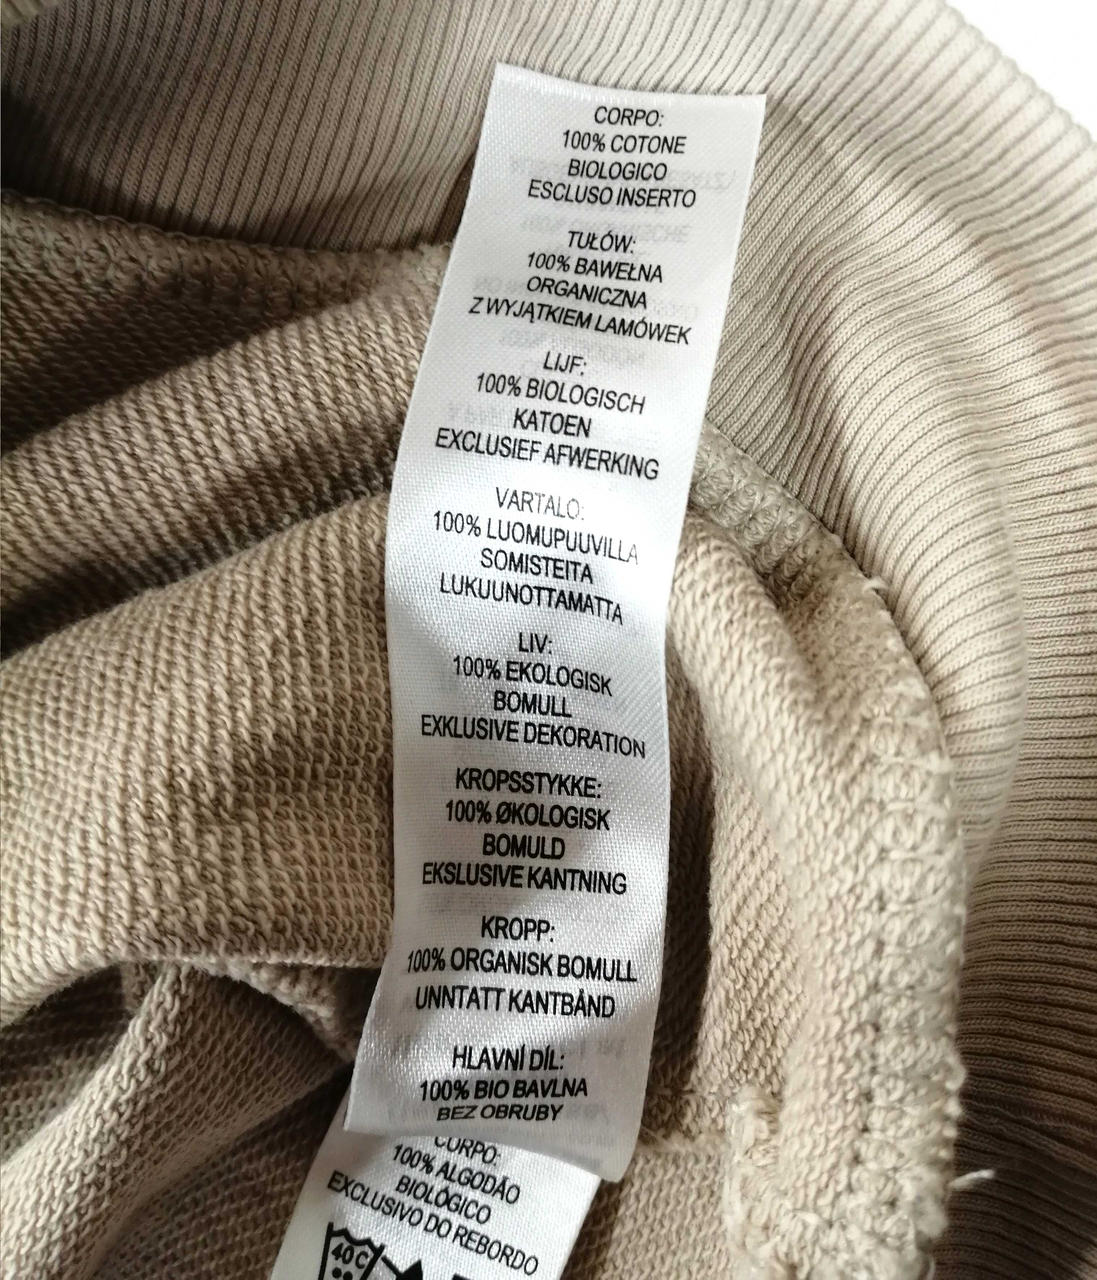 CORPO:
100% COTONE
BIOLOGICO
ESCLUSO INSERTO
TUŁÓW:
100% BAWEŁNA
ORGANICZNA
Z WYJĄTKIEM LAMÓWEK
LIJF:
100% BIOLOGISCH
KATOEN
EXCLUSIEF AFWERKING
VARTALO:
100% LUOMUPUUVILLA
SOMISTEITA
LUKUUNOTTAMATTA
LIV:
100% EKOLOGISK
BOMULL
EXKLUSIVE DEKORATION
KROPSSTYKKE:
100% ØKOLOGISK
BOMULD
EKSLUSIVE KANTNING
KROPP:
100% ORGANISK BOMULL
UNNTATT KANTBÅND
HLAVNÍ DÍL:
100% BIO BAVLNA
BEZ OBRUBY
CORPO:
100% ALGODÃO
BIOLÓGICO
EXCLUSIVO DO REBORDO
40C